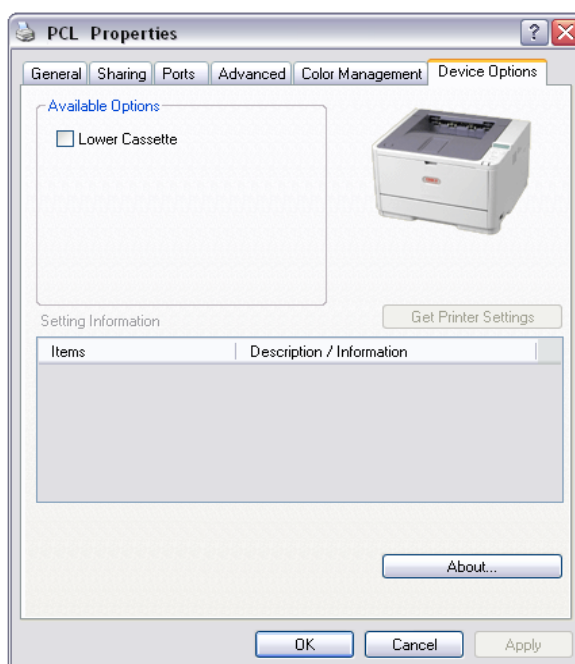 PCL Properties
General Sharing Ports Advanced Color Management Device Options
Available Options
Lower Cassette
Setting Information
Get Printer Settings
Items Description / Information
About...
OK Cancel Apply